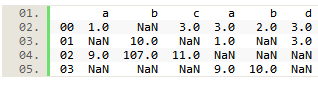 01.        a      b     c    a     b    d
02.  00  1.0    NaN   3.0  3.0   2.0  3.0
03.  01  NaN   10.0   NaN  1.0   NaN  3.0
04.  02  9.0  107.0  11.0  NaN   NaN  NaN
05.  03  NaN    NaN   NaN  9.0  10.0  NaN